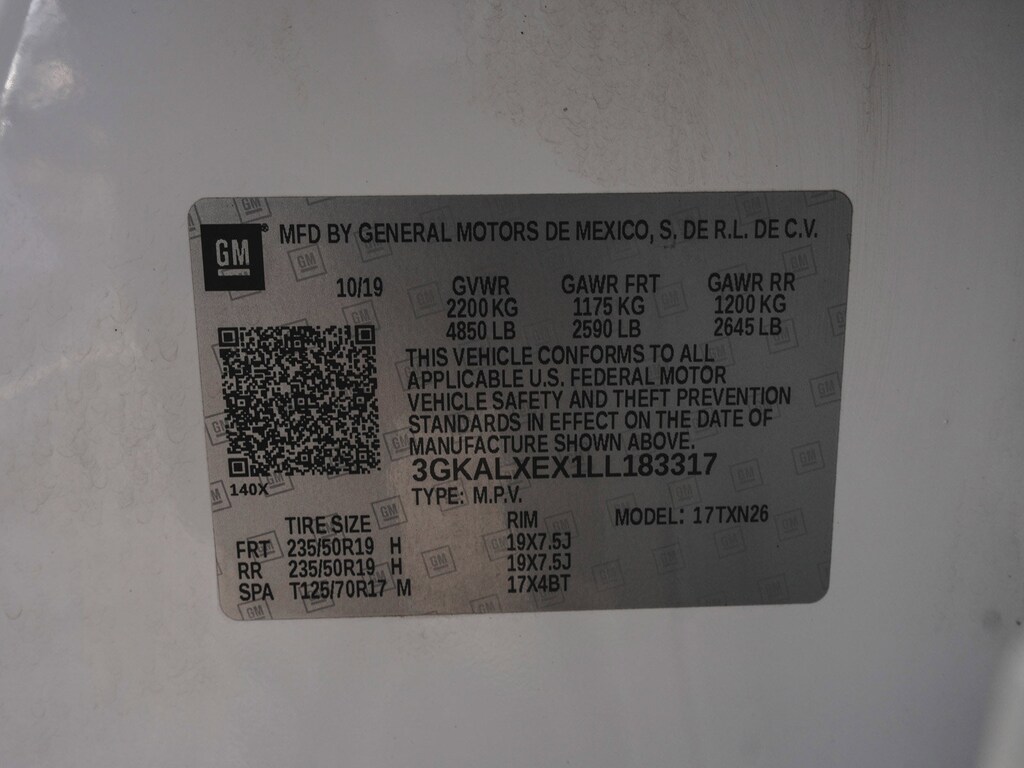 GM® MFD BY GENERAL MOTORS DE MEXICO, S, DE R.L. DE C.V.
10/19 GVWR GAWR FRT GAWR RR
2200 KG 1175 KG 1200 KG
4850 LB 2590 LB 2645 LB
THIS VEHICLE CONFORMS TO ALL
APPLICABLE U.S. FEDERAL MOTOR
VEHICLE SAFETY AND THEFT PREVENTION
STANDARDS IN EFFECT ON THE DATE OF
MANUFACTURE SHOWN ABOVE.
3GKALXEX1LL183317
140X
TYPE: M.P.V.
TIRE SIZE RIM MODEL: 17TXN26
FRT 235/50R19 H 19X7.5J
RR 235/50R19 H 19X7.5J
SPA T125/70R17 M 17X4BT